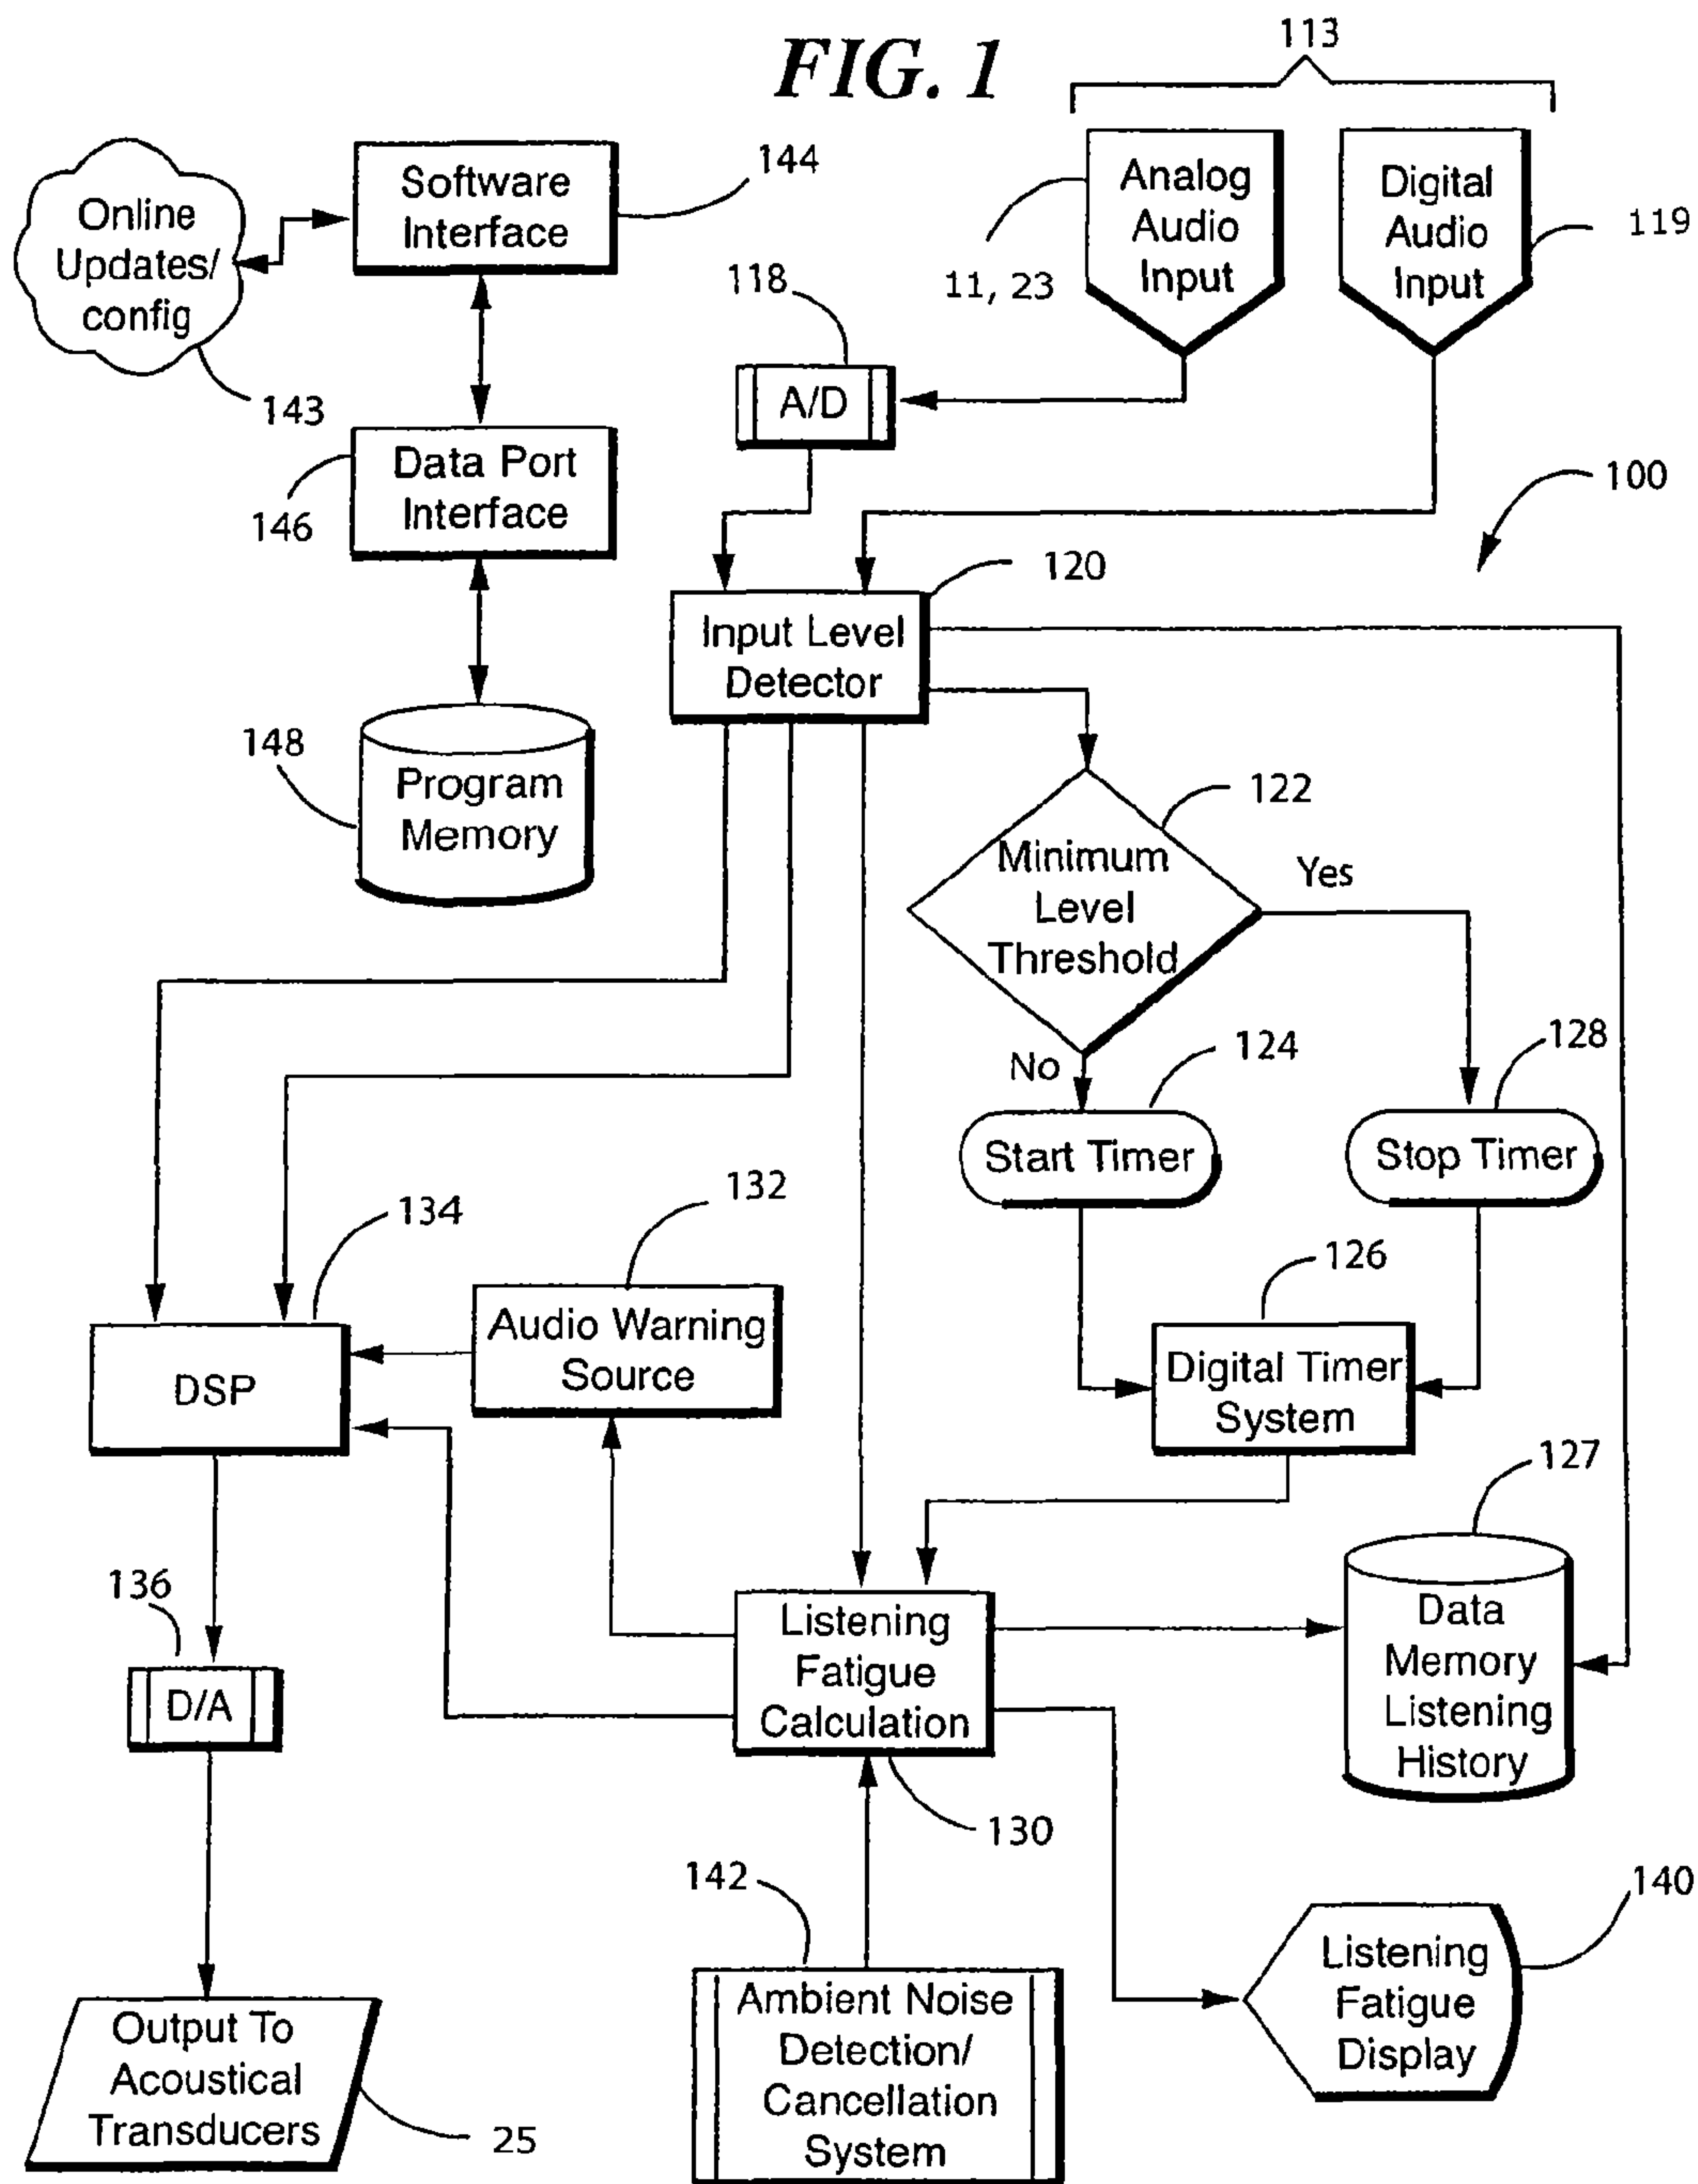 FIG. 1
113
Online
Updates/
config
143
Software
Interface
144
Analog
Audio
Input
11, 23
Digital
Audio
Input
119
118
A/D
Data Port
Interface
146
100
120
Input Level
Detector
148
Program
Memory
122
Minimum
Level
Threshold
Yes
No
124
Start Timer
128
Stop Timer
134
DSP
132
Audio Warning
Source
126
Digital Timer
System
127
Data
Memory
Listening
History
136
D/A
Listening
Fatigue
Calculation
130
142
Ambient Noise
Detection/
Cancellation
System
140
Listening
Fatigue
Display
Output To
Acoustical
Transducers
25